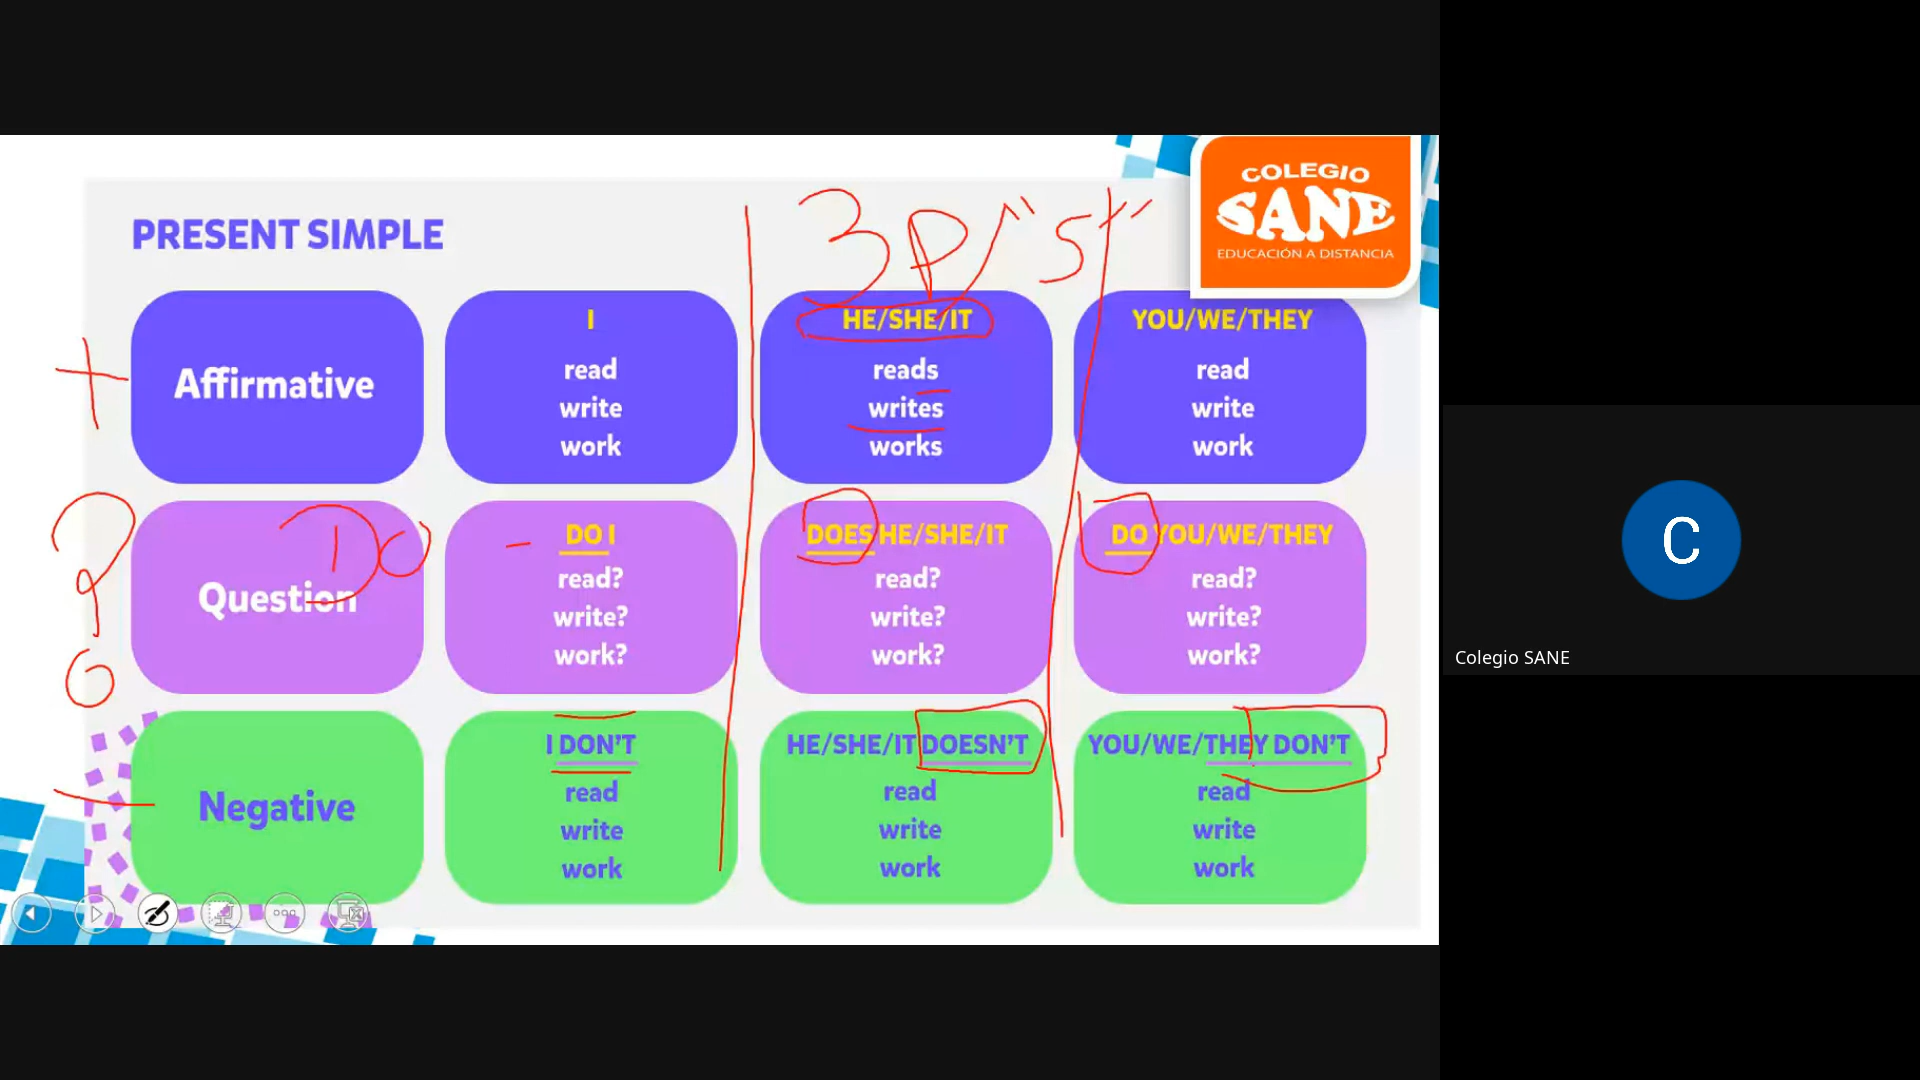 COLEGIO
SANE
EDUCACIÓN A DISTANCIA
PRESENT SIMPLE
3 P/ "S"
+
Affirmative
I
read
write
work
HE/SHE/IT
reads
writes
works
YOU/WE/THEY
read
write
work
?
DO
Question
- DO I
read?
write?
work?
DOES HE/SHE/IT
read?
write?
work?
DO YOU/WE/THEY
read?
write?
work?
-
Negative
I DON'T
read
write
work
HE/SHE/IT DOESN'T
read
write
work
YOU/WE/THEY DON'T
read
write
work
C
Colegio SANE